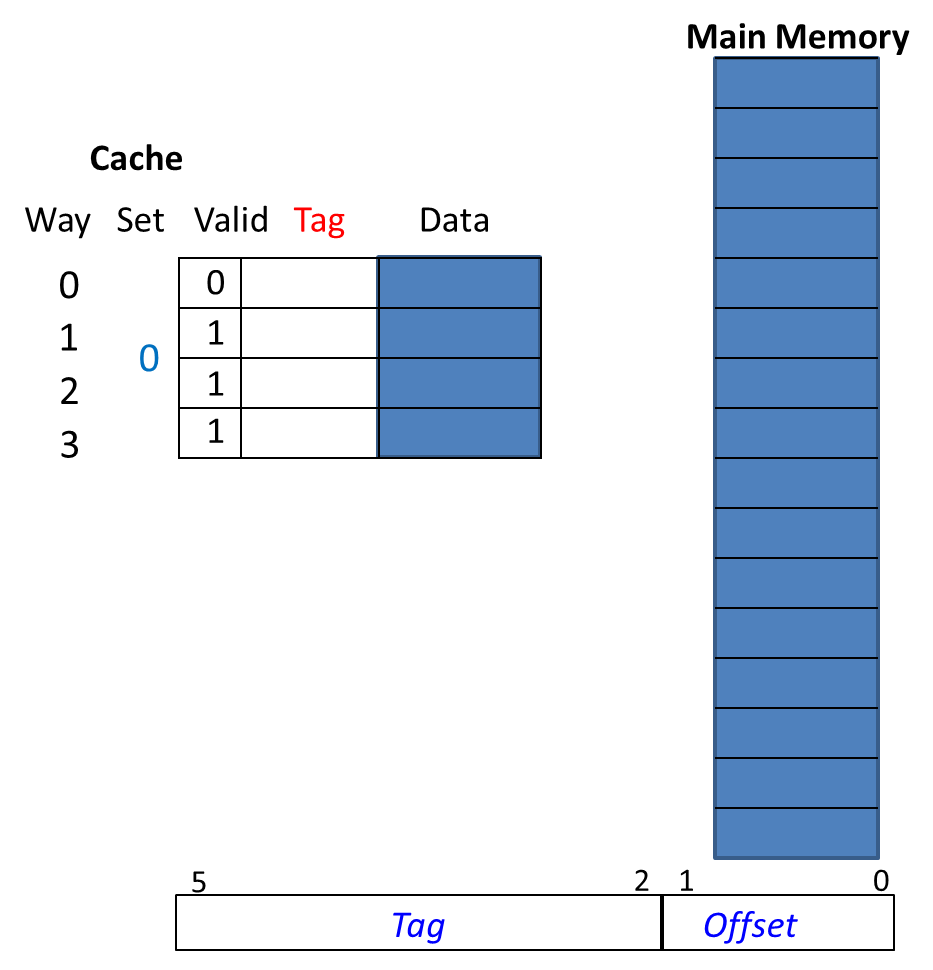 Main Memory
Cache
Way Set Valid Tag Data
0 0
1 1
0
2 1
3 1
5 2 1 0
Tag Offset